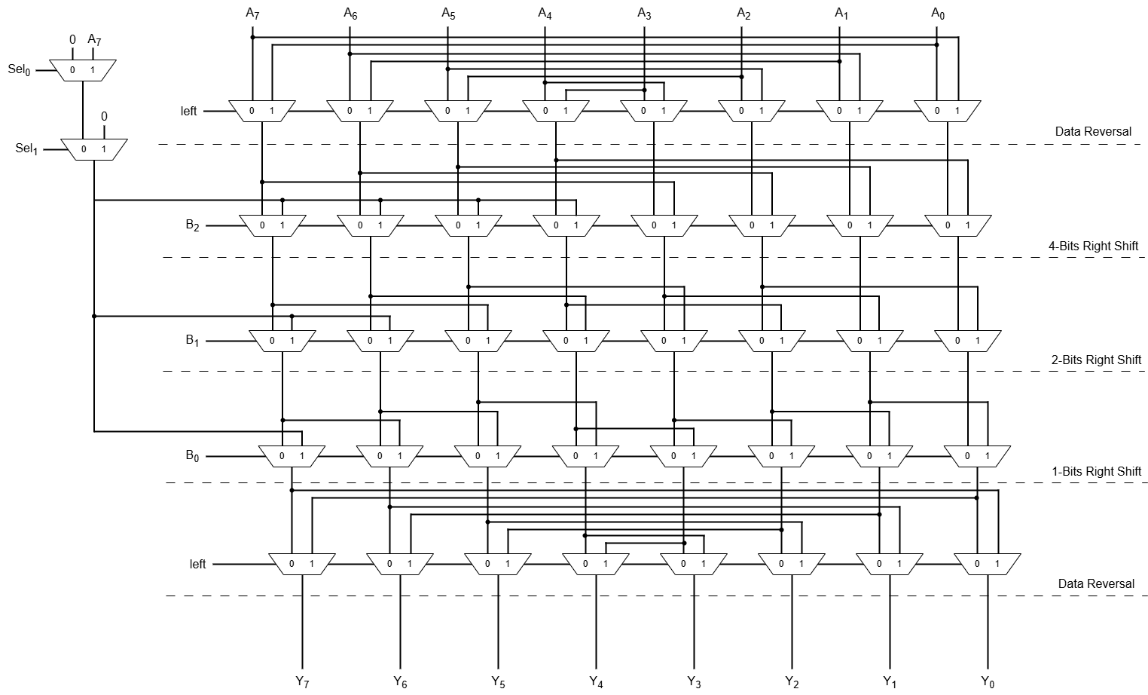 A₇ A₆ A₅ A₄ A₃ A₂ A₁ A₀
0 A₇
Sel₀ 0 1
left 0 1 0 1 0 1 0 1 0 1 0 1 0 1 0 1
0
Data Reversal
Sel₁ 0 1
B₂ 0 1 0 1 0 1 0 1 0 1 0 1 0 1 0 1
4-Bits Right Shift
B₁ 0 1 0 1 0 1 0 1 0 1 0 1 0 1 0 1
2-Bits Right Shift
B₀ 0 1 0 1 0 1 0 1 0 1 0 1 0 1 0 1
1-Bits Right Shift
left 0 1 0 1 0 1 0 1 0 1 0 1 0 1 0 1
Data Reversal
Y₇ Y₆ Y₅ Y₄ Y₃ Y₂ Y₁ Y₀